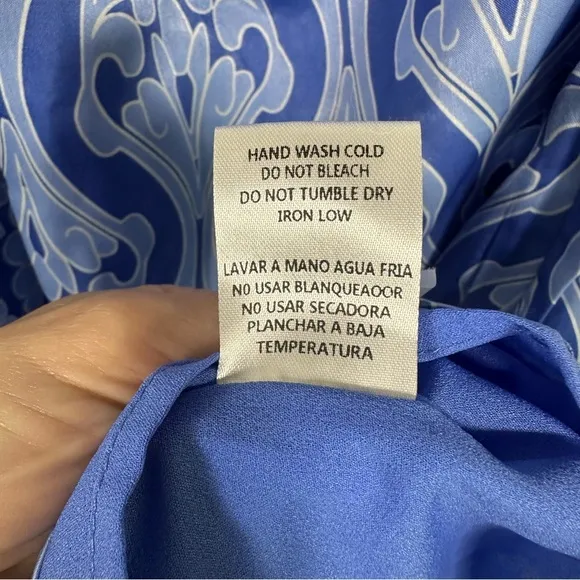 HAND WASH COLD
DO NOT BLEACH
DO NOT TUMBLE DRY
IRON LOW
LAVAR A MANO AGUA FRIA
NO USAR BLANQUEADOR
NO USAR SECADORA
PLANCHAR A BAJA
TEMPERATURA